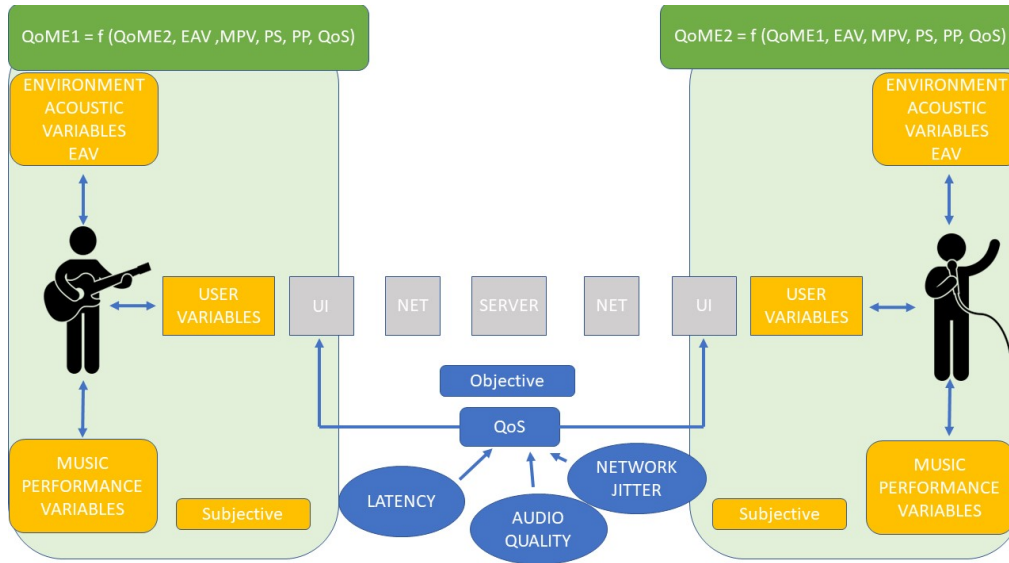 QoME1 = f (QoME2, EAV ,MPV, PS, PP, QoS)
QoME2 = f (QoME1, EAV, MPV, PS, PP, QoS)
ENVIRONMENT
ACOUSTIC
VARIABLES
EAV
ENVIRONMENT
ACOUSTIC
VARIABLES
EAV
USER
VARIABLES
UI
NET
SERVER
NET
UI
USER
VARIABLES
Objective
QoS
LATENCY
AUDIO
QUALITY
NETWORK
JITTER
MUSIC
PERFORMANCE
VARIABLES
Subjective
Subjective
MUSIC
PERFORMANCE
VARIABLES